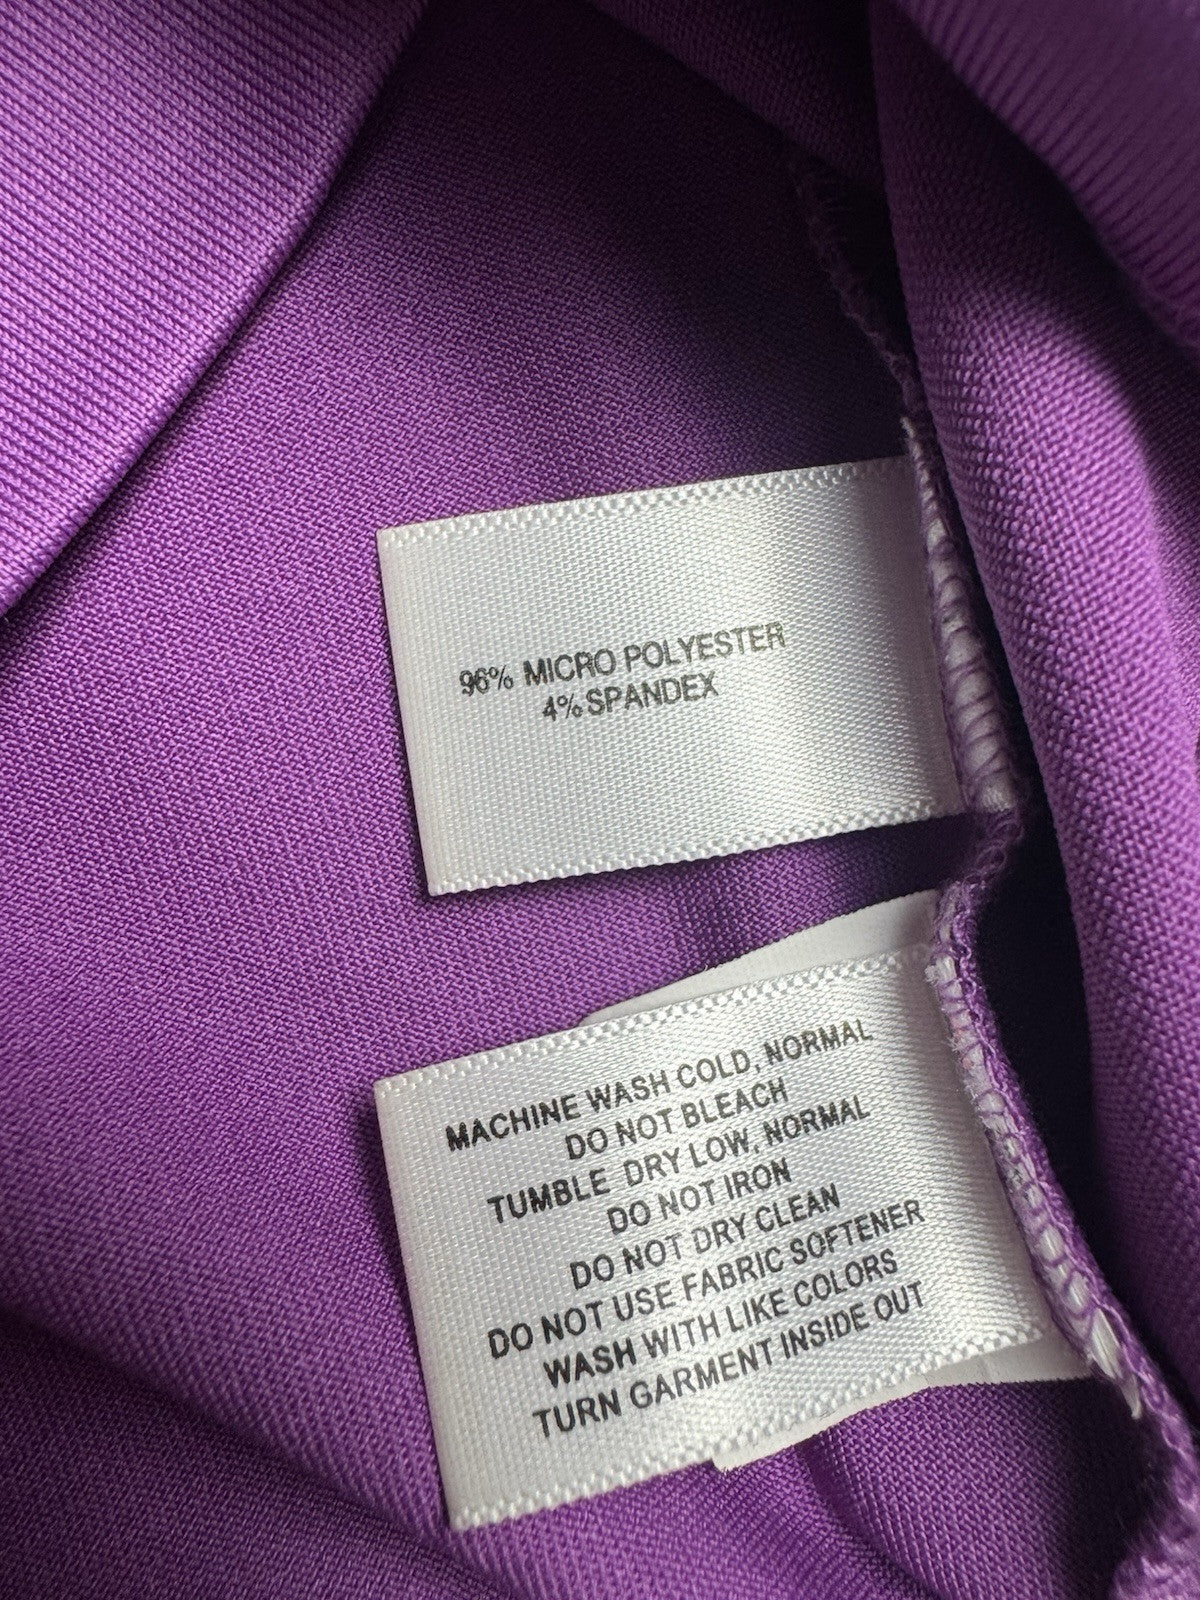 96% MICRO POLYESTER
4% SPANDEX
MACHINE WASH COLD, NORMAL
DO NOT BLEACH
TUMBLE DRY LOW, NORMAL
DO NOT IRON
DO NOT DRY CLEAN
DO NOT USE FABRIC SOFTENER
WASH WITH LIKE COLORS
TURN GARMENT INSIDE OUT